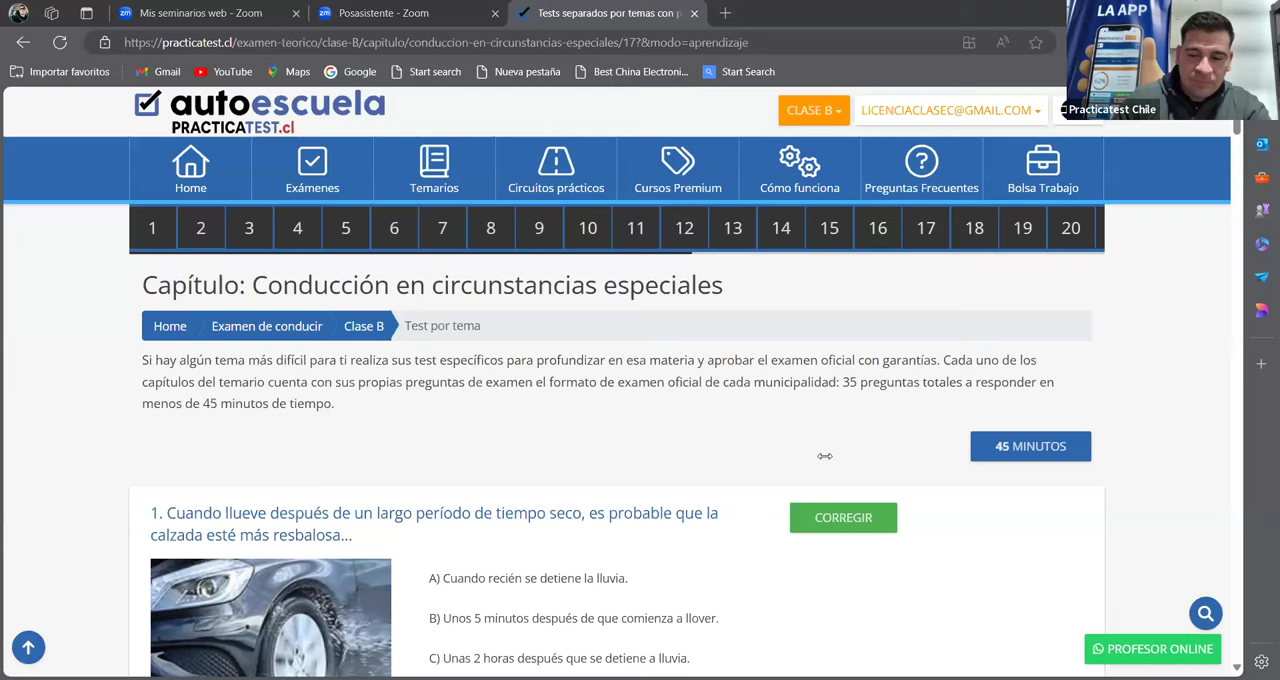 Mis seminarios web - Zoom
Posasistente - Zoom
Tests separados por temas con p
https://practicatest.cl/examen-teorico/clase-B/capitulo/conduccion-en-circunstancias-especiales/17?&modo=aprendizaje
Importar favoritos
Gmail
YouTube
Maps
Google
Start search
Nueva pestaña
Best China Electroni...
Start Search
LA APP
Practicatest Chile
autoescuela
PRACTICATEST.cl
CLASE B
LICENCIACLASEC@GMAIL.COM
Home
Exámenes
Temarios
Circuitos prácticos
Cursos Premium
Cómo funciona
Preguntas Frecuentes
Bolsa Trabajo
1 2 3 4 5 6 7 8 9 10 11 12 13 14 15 16 17 18 19 20
Capítulo: Conducción en circunstancias especiales
Home
Examen de conducir
Clase B
Test por tema
Si hay algún tema más difícil para ti realiza sus test específicos para profundizar en esa materia y aprobar el examen oficial con garantías. Cada uno de los
capítulos del temario cuenta con sus propias preguntas de examen el formato de examen oficial de cada municipalidad: 35 preguntas totales a responder en
menos de 45 minutos de tiempo.
45 MINUTOS
1. Cuando llueve después de un largo período de tiempo seco, es probable que la
calzada esté más resbalosa...
CORREGIR
A) Cuando recién se detiene la lluvia.
B) Unos 5 minutos después de que comienza a llover.
C) Unas 2 horas después que se detiene a lluvia.
PROFESOR ONLINE